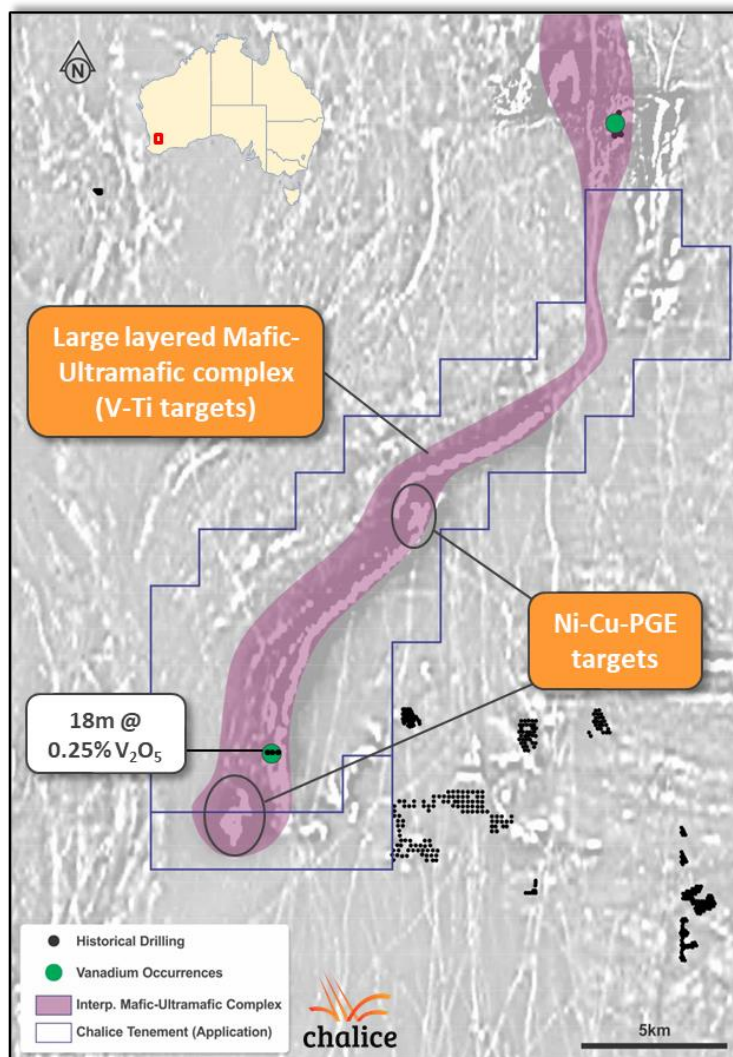 N
Large layered Mafic-
Ultramafic complex
(V-Ti targets)
Ni-Cu-PGE
targets
18m @
0.25% V₂O₅
Historical Drilling
Vanadium Occurrences
Interp. Mafic-Ultramafic Complex
Chalice Tenement (Application)
chalice
5km